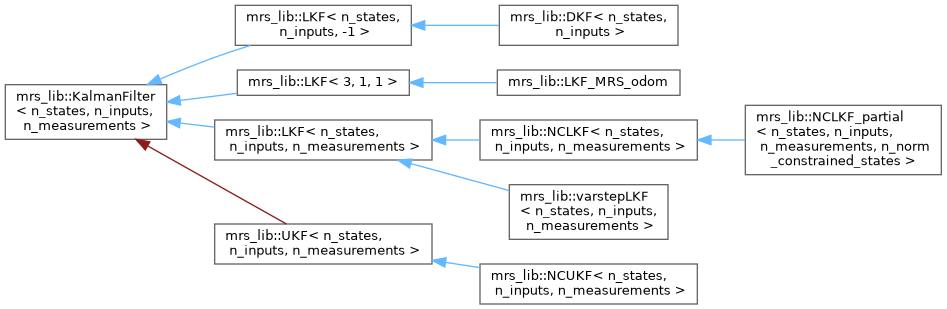 mrs_lib::LKF< n_states,
n_inputs, -1 >
mrs_lib::DKF< n_states,
n_inputs >
mrs_lib::LKF< 3, 1, 1 >
mrs_lib::LKF_MRS_odom
mrs_lib::KalmanFilter
< n_states, n_inputs,
n_measurements >
mrs_lib::LKF< n_states,
n_inputs, n_measurements >
mrs_lib::NCLKF< n_states,
n_inputs, n_measurements >
mrs_lib::NCLKF_partial
< n_states, n_inputs,
n_measurements, n_norm
_constrained_states >
mrs_lib::varstepLKF
< n_states, n_inputs,
n_measurements >
mrs_lib::UKF< n_states,
n_inputs, n_measurements >
mrs_lib::NCUKF< n_states,
n_inputs, n_measurements >